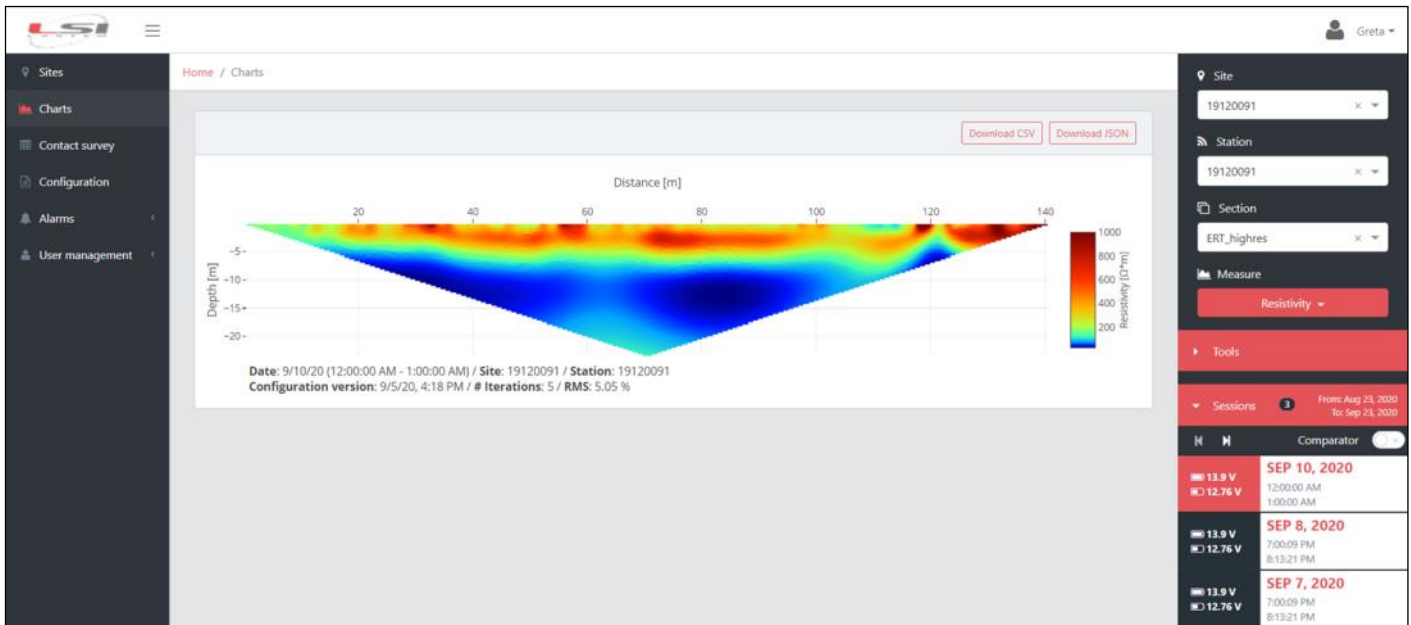 LSI
Greta
Sites
Charts
Contact survey
Configuration
Alarms
User management
Home / Charts
Download CSV
Download JSON
Distance [m]
20
40
60
80
100
120
140
Depth [m]
−5
−10
−15
−20
1000
800
600
400
200
Resistivity [Ω*m]
Date: 9/10/20 (12:00:00 AM - 1:00:00 AM) / Site: 19120091 / Station: 19120091
Configuration version: 9/5/20, 4:18 PM / # Iterations: 5 / RMS: 5.05 %
Site
19120091
Station
19120091
Section
ERT_highres
Measure
Resistivity
Tools
Sessions
3
From: Aug 23, 2020
To: Sep 23, 2020
Comparator
13.9 V
12.76 V
SEP 10, 2020
12:00:00 AM
1:00:00 AM
13.9 V
12.76 V
SEP 8, 2020
7:00:09 PM
8:13:21 PM
13.9 V
12.76 V
SEP 7, 2020
7:00:09 PM
8:13:21 PM